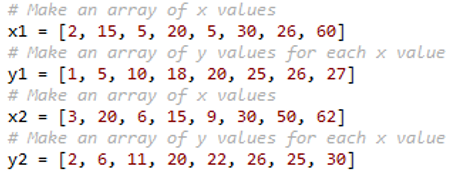 # Make an array of x values
x1 = [2, 15, 5, 20, 5, 30, 26, 60]
# Make an array of y values for each x value
y1 = [1, 5, 10, 18, 20, 25, 26, 27]
# Make an array of x values
x2 = [3, 20, 6, 15, 9, 30, 50, 62]
# Make an array of y values for each x value
y2 = [2, 6, 11, 20, 22, 26, 25, 30]